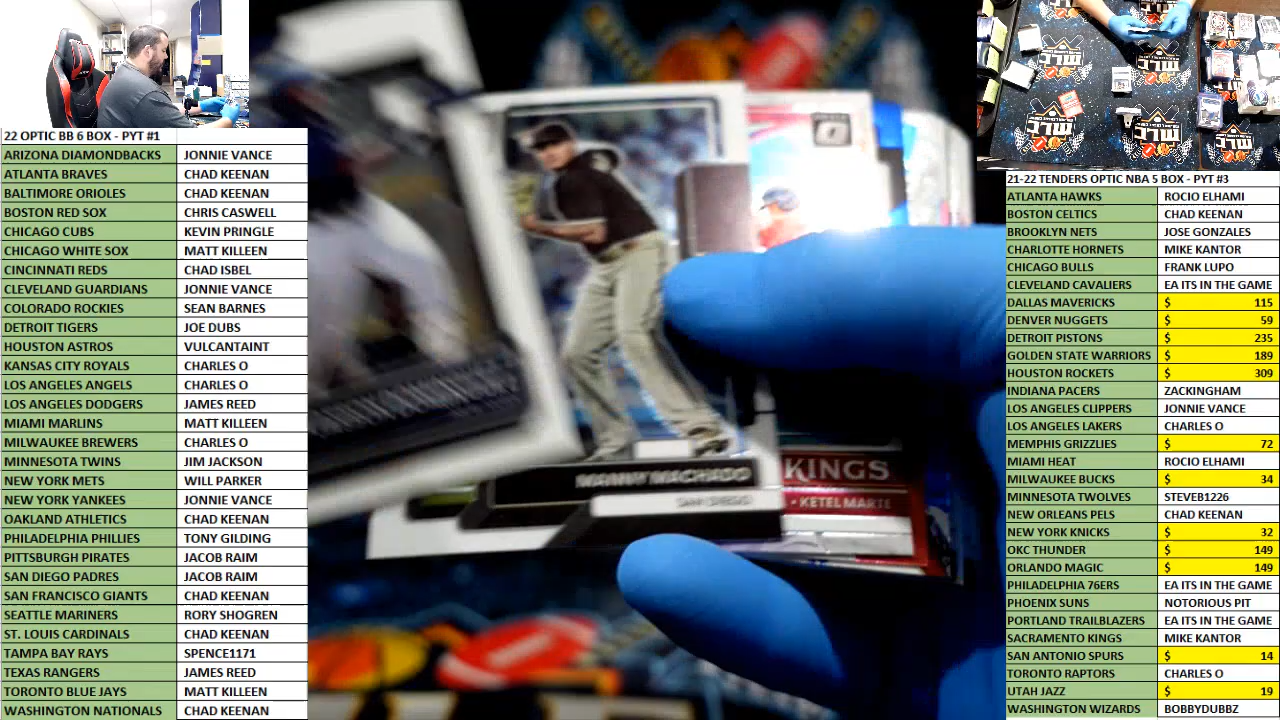 22 OPTIC BB 6 BOX - PYT #1
ARIZONA DIAMONDBACKS JONNIE VANCE
ATLANTA BRAVES CHAD KEENAN
BALTIMORE ORIOLES CHAD KEENAN
BOSTON RED SOX CHRIS CASWELL
CHICAGO CUBS KEVIN PRINGLE
CHICAGO WHITE SOX MATT KILLEEN
CINCINNATI REDS CHAD ISBEL
CLEVELAND GUARDIANS JONNIE VANCE
COLORADO ROCKIES SEAN BARNES
DETROIT TIGERS JOE DUBS
HOUSTON ASTROS VULCANTAINT
KANSAS CITY ROYALS CHARLES O
LOS ANGELES ANGELS CHARLES O
LOS ANGELES DODGERS JAMES REED
MIAMI MARLINS MATT KILLEEN
MILWAUKEE BREWERS CHARLES O
MINNESOTA TWINS JIM JACKSON
NEW YORK METS WILL PARKER
NEW YORK YANKEES JONNIE VANCE
OAKLAND ATHLETICS CHAD KEENAN
PHILADELPHIA PHILLIES TONY GILDING
PITTSBURGH PIRATES JACOB RAIM
SAN DIEGO PADRES JACOB RAIM
SAN FRANCISCO GIANTS CHAD KEENAN
SEATTLE MARINERS RORY SHOGREN
ST. LOUIS CARDINALS CHAD KEENAN
TAMPA BAY RAYS SPENCE1171
TEXAS RANGERS JAMES REED
TORONTO BLUE JAYS MATT KILLEEN
WASHINGTON NATIONALS CHAD KEENAN
MANNY MACHADO
SAN DIEGO
KINGS
• KETEL MARTE
21-22 TENDERS OPTIC NBA 5 BOX - PYT #3
ATLANTA HAWKS ROCIO ELHAMI
BOSTON CELTICS CHAD KEENAN
BROOKLYN NETS JOSE GONZALES
CHARLOTTE HORNETS MIKE KANTOR
CHICAGO BULLS FRANK LUPO
CLEVELAND CAVALIERS EA ITS IN THE GAME
DALLAS MAVERICKS $ 115
DENVER NUGGETS $ 59
DETROIT PISTONS $ 235
GOLDEN STATE WARRIORS $ 189
HOUSTON ROCKETS $ 309
INDIANA PACERS ZACKINGHAM
LOS ANGELES CLIPPERS JONNIE VANCE
LOS ANGELES LAKERS CHARLES O
MEMPHIS GRIZZLIES $ 72
MIAMI HEAT ROCIO ELHAMI
MILWAUKEE BUCKS $ 34
MINNESOTA TWOLVES STEVEB1226
NEW ORLEANS PELS CHAD KEENAN
NEW YORK KNICKS $ 32
OKC THUNDER $ 149
ORLANDO MAGIC $ 149
PHILADELPHIA 76ERS EA ITS IN THE GAME
PHOENIX SUNS NOTORIOUS PIT
PORTLAND TRAILBLAZERS EA ITS IN THE GAME
SACRAMENTO KINGS MIKE KANTOR
SAN ANTONIO SPURS $ 14
TORONTO RAPTORS CHARLES O
UTAH JAZZ $ 19
WASHINGTON WIZARDS BOBBYDUBBZ